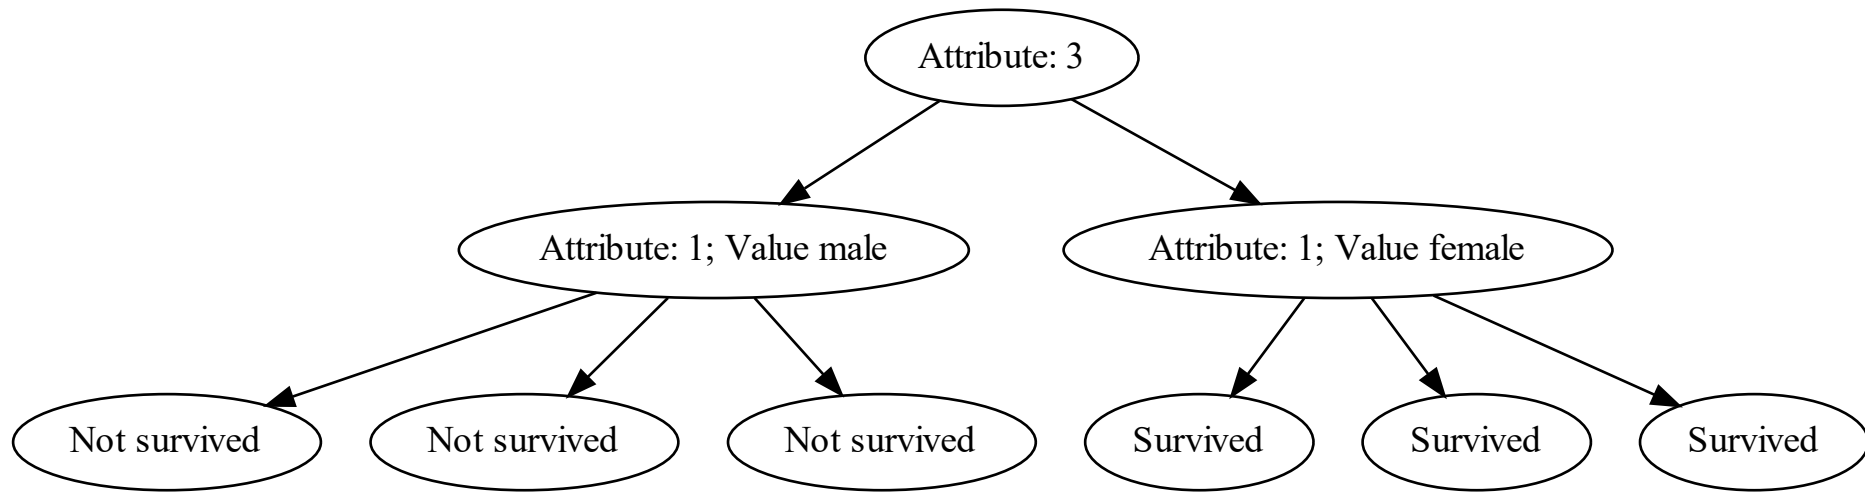 Attribute: 3
Attribute: 1; Value male
Attribute: 1; Value female
Not survived
Not survived
Not survived
Survived
Survived
Survived